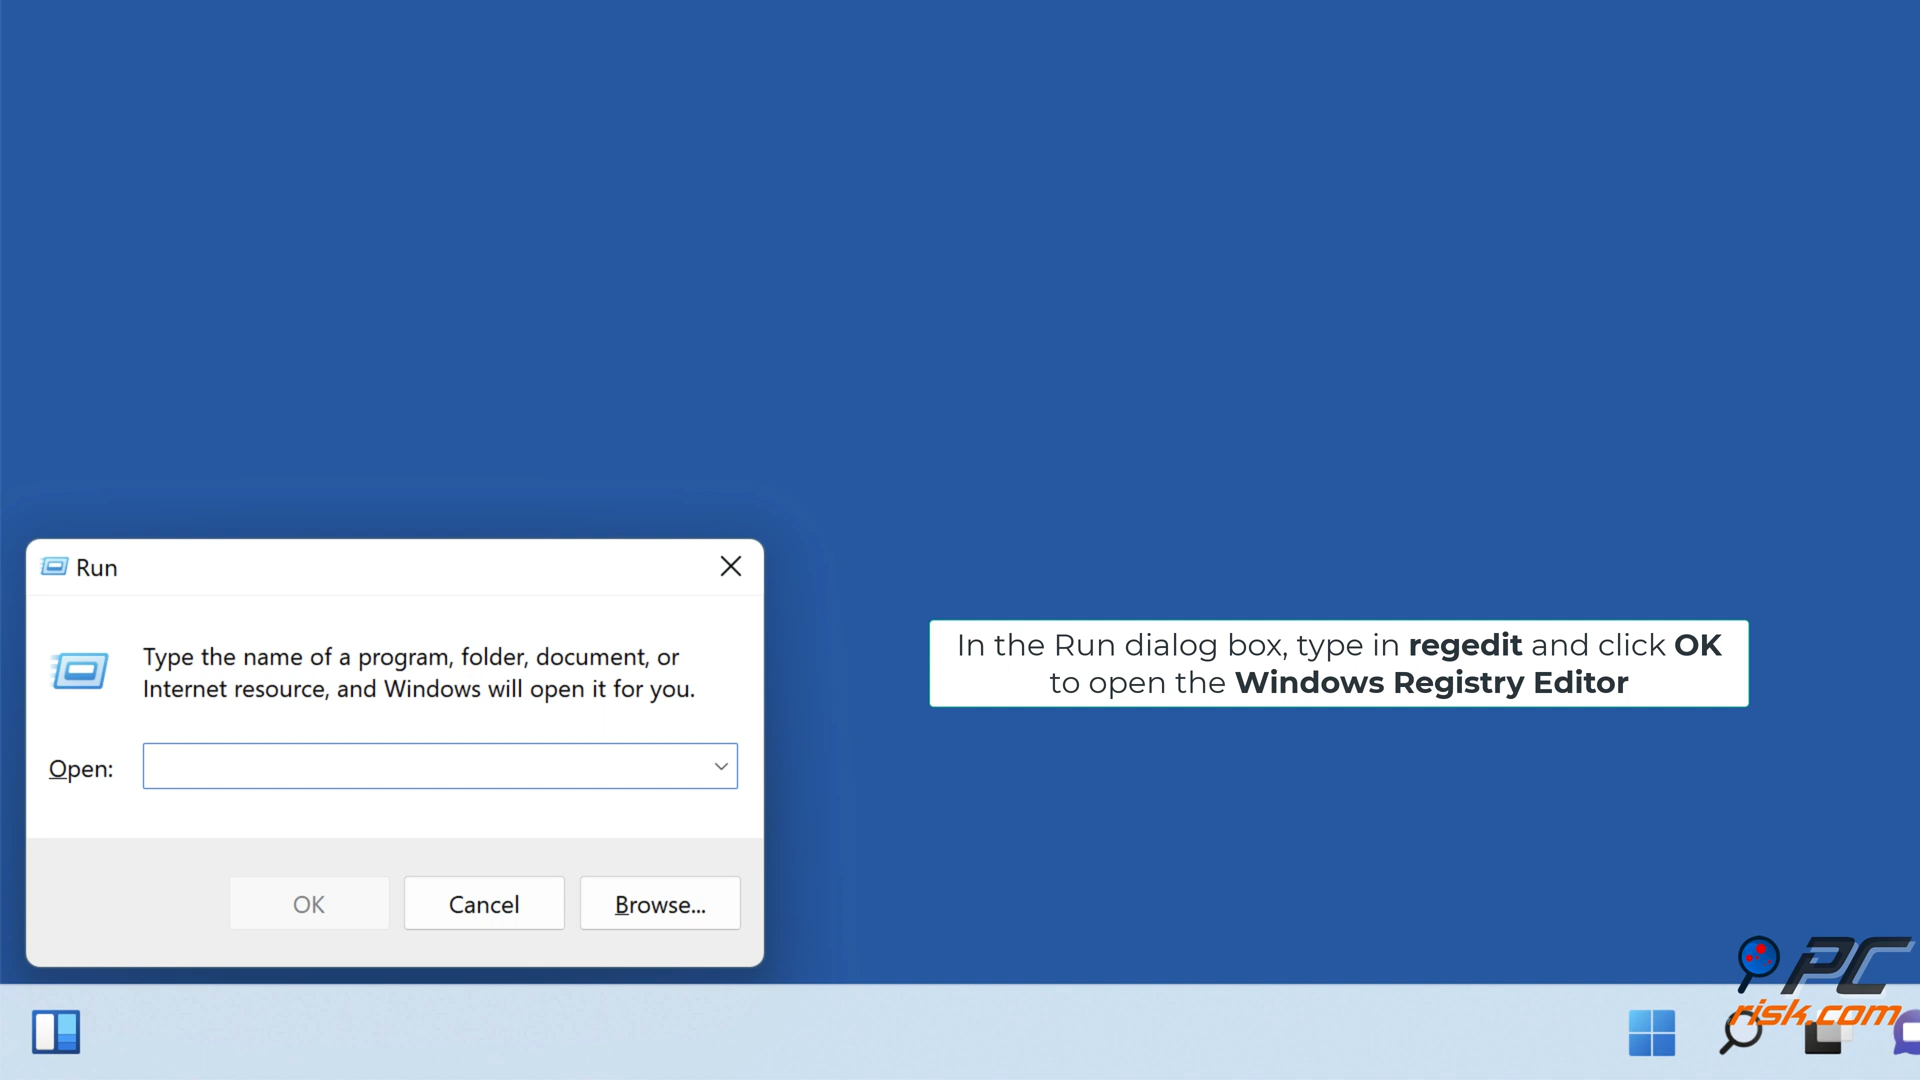 Run
Type the name of a program, folder, document, or
Internet resource, and Windows will open it for you.
Open:
OK
Cancel
Browse...
In the Run dialog box, type in regedit and click OK
to open the Windows Registry Editor
PC
risk.com